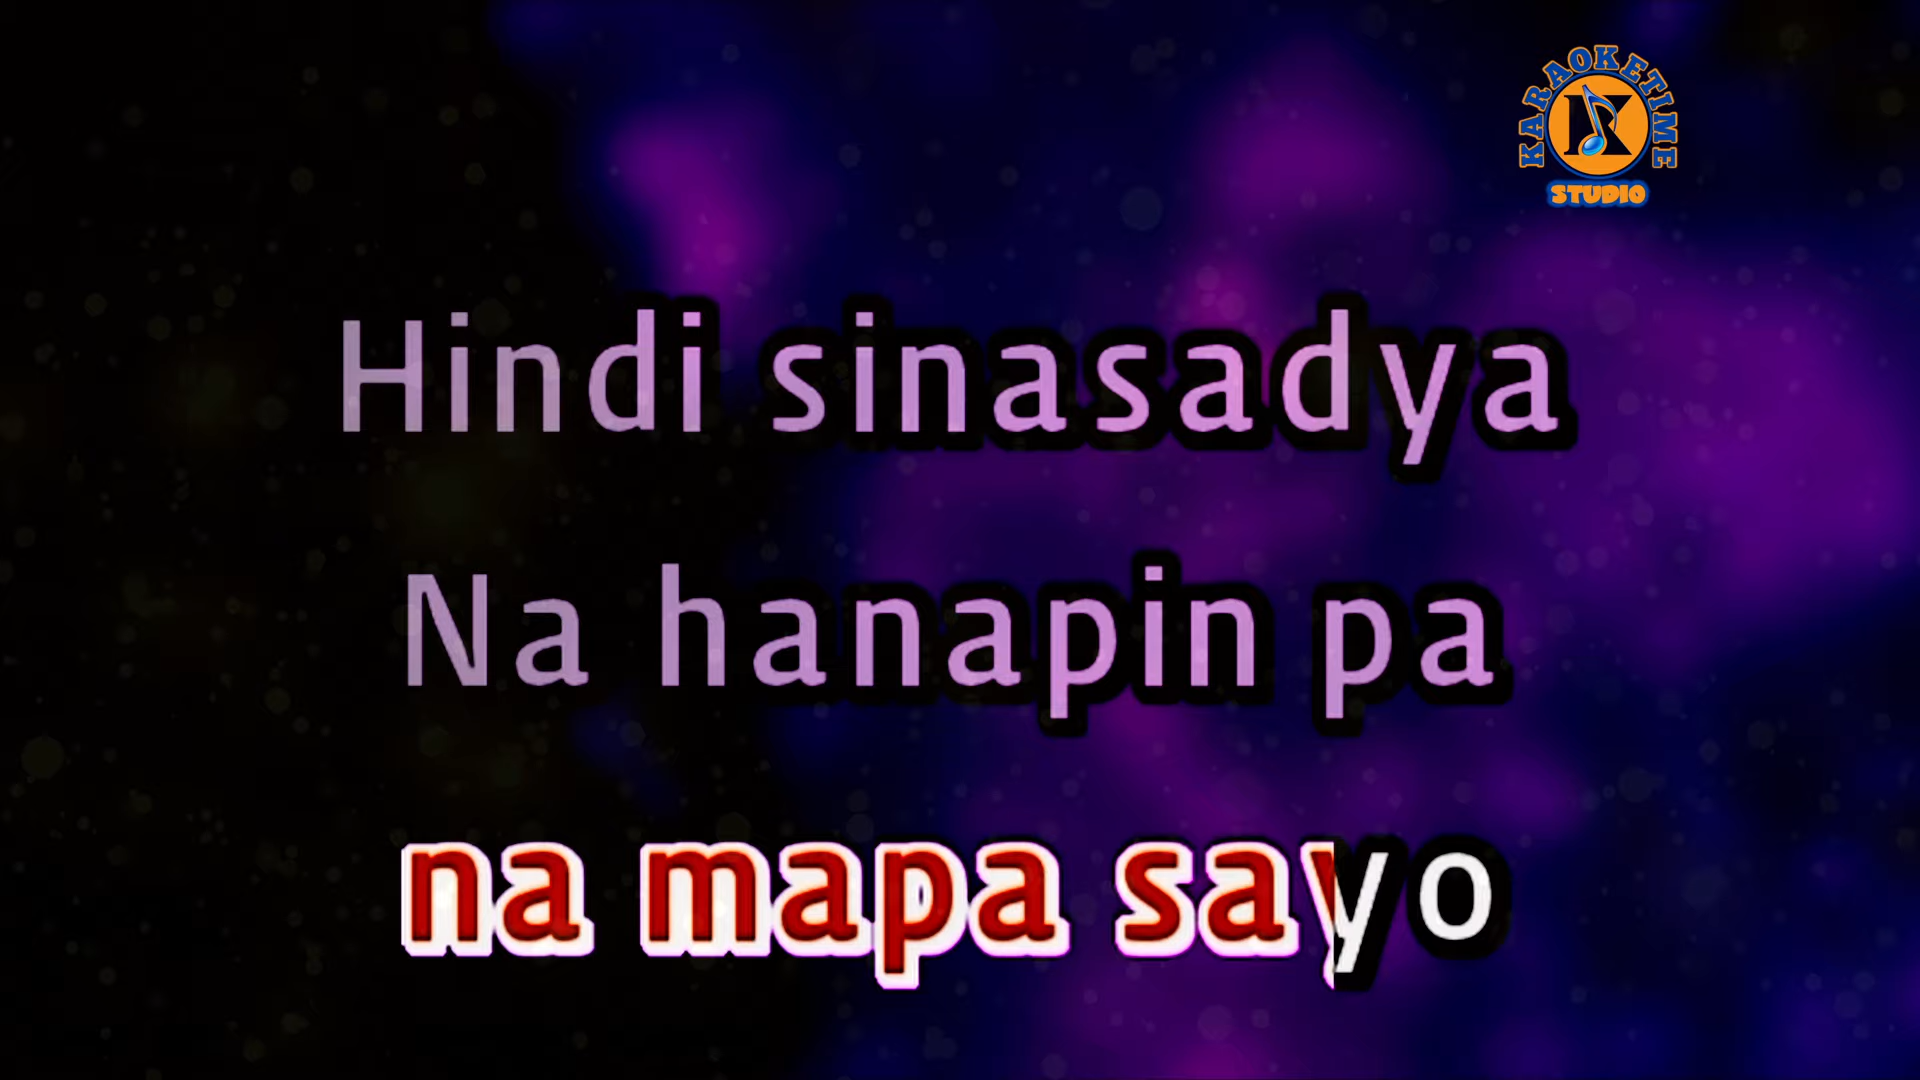 KARAOKETIME
K
STUDIO
Hindi sinasadya
Na hanapin pa
na mapa sayo